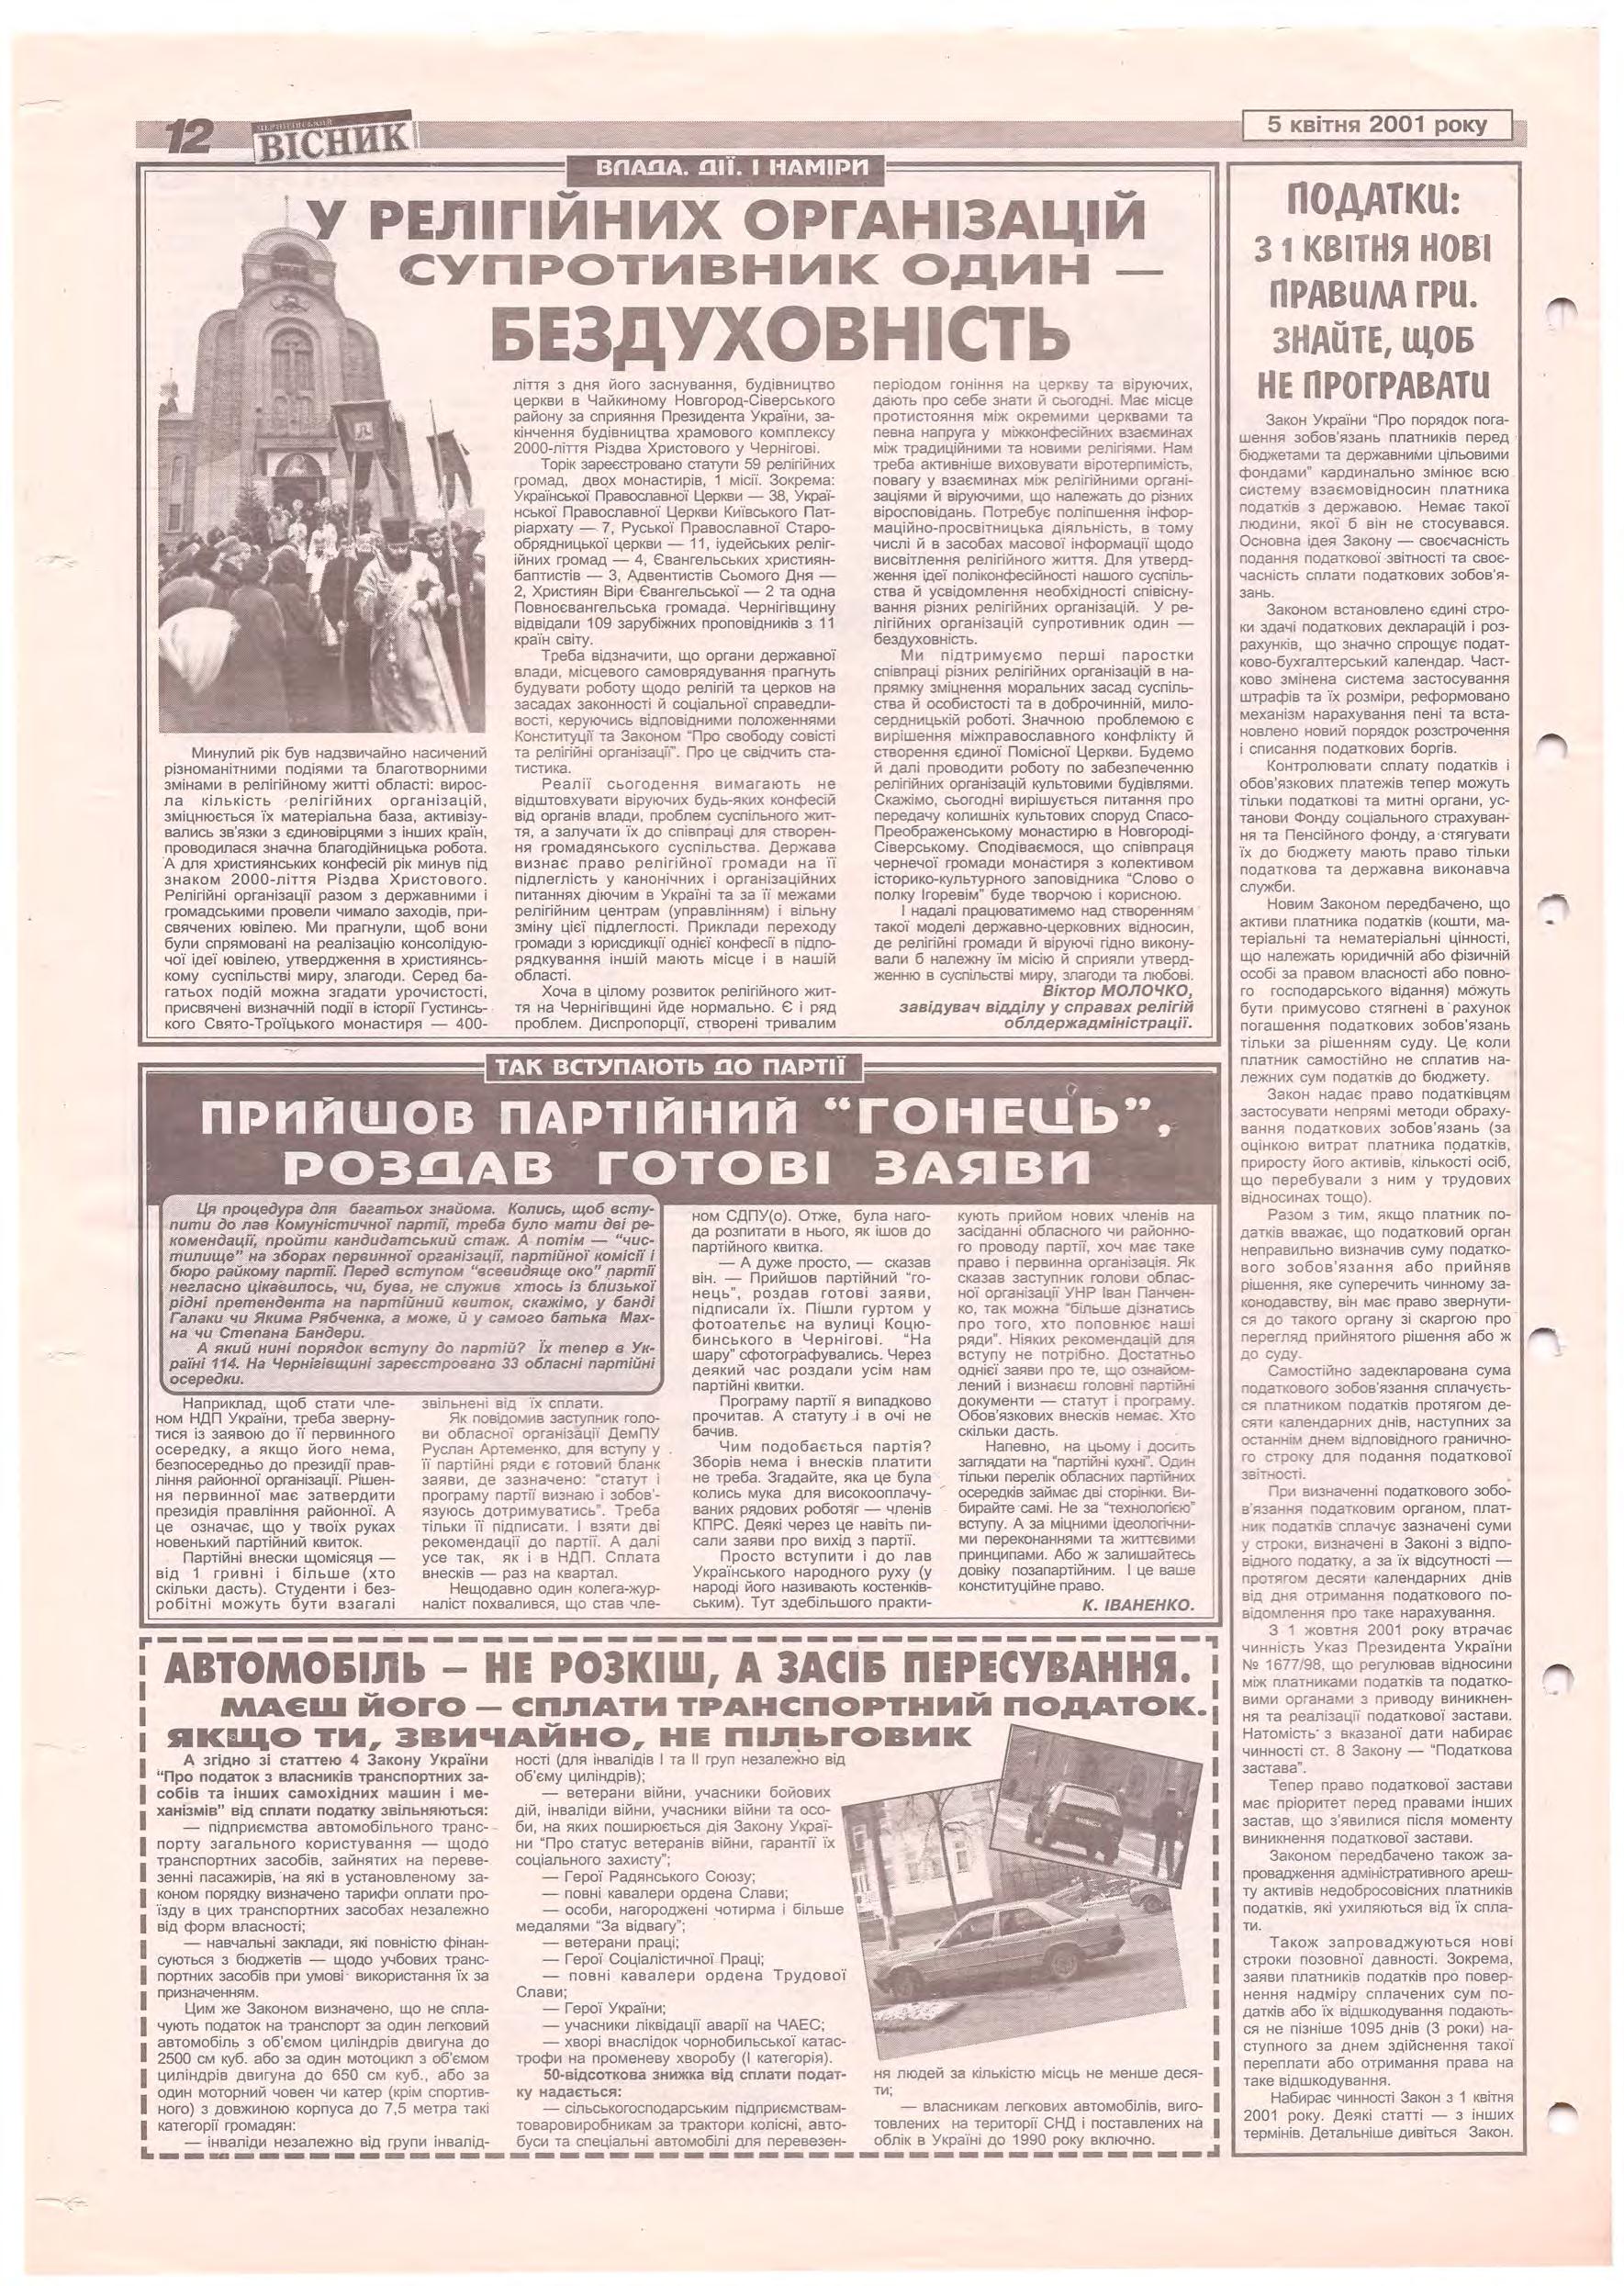 12
ЧЕРНІГІВСЬКИЙ
ВІСНИК
5 квітня 2001 року
ВЛАДА. ДІЇ. І НАМІРИ
У РЕЛІГІЙНИХ ОРГАНІЗАЦІЙ
СУПРОТИВНИК ОДИН —
БЕЗДУХОВНІСТЬ
Минулий рік був надзвичайно насичений
різноманітними подіями та благотворними
змінами в релігійному житті області: вирос-
ла кількість релігійних організацій,
зміцнюється їх матеріальна база, активізу-
вались зв'язки з єдиновірцями з інших країн,
проводилася значна благодійницька робота.
А для християнських конфесій рік минув під
знаком 2000-ліття Різдва Христового.
Релігійні організації разом з державними і
громадськими провели чимало заходів, при-
свячених ювілею. Ми прагнули, щоб вони
були спрямовані на реалізацію консолідую-
чої ідеї ювілею, утвердження в християнсь-
кому суспільстві миру, злагоди. Серед ба-
гатьох подій можна згадати урочистості,
присвячені визначній події в історії Густинсь-
кого Свято-Троїцького монастиря — 400-
ліття з дня його заснування, будівництво
церкви в Чайкиному Новгород-Сіверського
району за сприяння Президента України, за-
кінчення будівництва храмового комплексу
2000-ліття Різдва Христового у Чернігові.
Торік зареєстровано статути 59 релігійних
громад, двох монастирів, 1 місії. Зокрема:
Української Православної Церкви — 38, Украї-
нської Православної Церкви Київського Пат-
ріархату — 7, Руської Православної Старо-
обрядницької церкви — 11, іудейських реліг-
ійних громад — 4, Євангельських християн-
баптистів — 3, Адвентистів Сьомого Дня —
2, Християн Віри Євангельської — 2 та одна
Повноєвангельська громада. Чернігівщину
відвідали 109 зарубіжних проповідників з 11
країн світу.
Треба відзначити, що органи державної
влади, місцевого самоврядування прагнуть
будувати роботу щодо релігій та церков на
засадах законності й соціальної справедли-
вості, керуючись відповідними положеннями
Конституції та Законом "Про свободу совісті
та релігійні організації". Про це свідчить ста-
тистика.
Реалії сьогодення вимагають не
відштовхувати віруючих будь-яких конфесій
від органів влади, проблем суспільного жит-
тя, а залучати їх до співпраці для створен-
ня громадянського суспільства. Держава
визнає право релігійної громади на її
підлеглість у канонічних і організаційних
питаннях діючим в Україні та за її межами
релігійним центрам (управлінням) і вільну
зміну цієї підлеглості. Приклади переходу
громади з юрисдикції однієї конфесії в підпо-
рядкування іншій мають місце і в нашій
області.
Хоча в цілому розвиток релігійного жит-
тя на Чернігівщині йде нормально. Є і ряд
проблем. Диспропорції, створені тривалим
періодом гоніння на церкву та віруючих,
дають про себе знати й сьогодні. Має місце
протистояння між окремими церквами та
певна напруга у міжконфесійних взаєминах
між традиційними та новими релігіями. Нам
треба активніше виховувати віротерпимість,
повагу у взаєминах між релігійними органі-
заціями й віруючими, що належать до різних
віросповідань. Потребує поліпшення інфор-
маційно-просвітницька діяльність, в тому
числі й в засобах масової інформації щодо
висвітлення релігійного життя. Для утверд-
ження ідеї поліконфесійності нашого суспіль-
ства й усвідомлення необхідності співісну-
вання різних релігійних організацій. У ре-
лігійних організацій супротивник один —
бездуховність.
Ми підтримуємо перші паростки
співпраці різних релігійних організацій в на-
прямку зміцнення моральних засад суспіль-
ства й особистості та в доброчинній, мило-
сердницькій роботі. Значною проблемою є
вирішення міжправославного конфлікту й
створення єдиної Помісної Церкви. Будемо
й далі проводити роботу по забезпеченню
релігійних організацій культовими будівлями.
Скажімо, сьогодні вирішується питання про
передачу колишніх культових споруд Спасо-
Преображенському монастирю в Новгороді-
Сіверському. Сподіваємося, що співпраця
чернечої громади монастиря з колективом
історико-культурного заповідника "Слово о
полку Ігоревім" буде творчою і корисною.
І надалі працюватимемо над створенням
такої моделі державно-церковних відносин,
де релігійні громади й віруючі гідно викону-
вали б належну їм місію й сприяли утверд-
женню в суспільстві миру, злагоди та любові.
Віктор МОЛОЧКО,
завідувач відділу у справах релігій
облдержадміністрації.
ТАК ВСТУПАЮТЬ ДО ПАРТІЇ
ПРИЙШОВ ПАРТІЙНИЙ "ГОНЕЦЬ",
РОЗДАВ ГОТОВІ ЗАЯВИ
Ця процедура для багатьох знайома. Колись, щоб всту-
пити до лав Комуністичної партії, треба було мати дві ре-
комендації, пройти кандидатський стаж. А потім — "чис-
тилище" на зборах первинної організації, партійної комісії і
бюро райкому партії. Перед вступом "всевидяще око" партії
негласно цікавилось, чи, бува, не служив хтось із близької
рідні претендента на партійний квиток, скажімо, у банді
Галаки чи Якима Рябченка, а може, й у самого батька Мах-
на чи Степана Бандери.
А який нині порядок вступу до партій? Їх тепер в Ук-
раїні 114. На Чернігівщині зареєстровано 33 обласні партійні
осередки.
Наприклад, щоб стати чле-
ном НДП України, треба зверну-
тися із заявою до її первинного
осередку, а якщо його нема,
безпосередньо до президії прав-
ління районної організації. Рішен-
ня первинної має затвердити
президія правління районної. А
це означає, що у твоїх руках
новенький партійний квиток.
Партійні внески щомісяця —
від 1 гривні і більше (хто
скільки дасть). Студенти і без-
робітні можуть бути взагалі
звільнені від їх сплати.
Як повідомив заступник голо-
ви обласної організації ДемПУ
Руслан Артеменко, для вступу у
її партійні ряди є готовий бланк
заяви, де зазначено: "статут і
програму партії визнаю і зобов'-
язуюсь дотримуватись". Треба
тільки її підписати. І взяти дві
рекомендації до партії. А далі
усе так, як і в НДП. Сплата
внесків — раз на квартал.
Нещодавно один колега-жур-
наліст похвалився, що став чле-
ном СДПУ(о). Отже, була наго-
да розпитати в нього, як ішов до
партійного квитка.
— А дуже просто, — сказав
він. — Прийшов партійний "го-
нець", роздав готові заяви,
підписали їх. Пішли гуртом у
фотоательє на вулиці Коцю-
бинського в Чернігові. "На
шару" сфотографувались. Через
деякий час роздали усім нам
партійні квитки.
Програму партії я випадково
прочитав. А статуту і в очі не
бачив.
Чим подобається партія?
Зборів нема і внесків платити
не треба. Згадайте, яка це була
колись мука для високооплачу-
ваних рядових роботяг — членів
КПРС. Деякі через це навіть пи-
сали заяви про вихід з партії.
Просто вступити і до лав
Українського народного руху (у
народі його називають костенків-
ським). Тут здебільшого практи-
кують прийом нових членів на
засіданні обласного чи районно-
го проводу партії, хоч має таке
право і первинна організація. Як
сказав заступник голови облас-
ної організації УНР Іван Панчен-
ко, так можна "більше дізнатись
про того, хто поповнює наші
ряди". Ніяких рекомендацій для
вступу не потрібно. Достатньо
однієї заяви про те, що ознайом-
лений і визнаєш головні партійні
документи — статут і програму.
Обов'язкових внесків немає. Хто
скільки дасть.
Напевно, на цьому і досить
заглядати на "партійні кухні". Один
тільки перелік обласних партійних
осередків займає дві сторінки. Ви-
бирайте самі. Не за "технологією"
вступу. А за міцними ідеологічни-
ми переконаннями та життєвими
принципами. Або ж залишайтесь
довіку позапартійним. І це ваше
конституційне право.
К. ІВАНЕНКО.
АВТОМОБІЛЬ – НЕ РОЗКІШ, А ЗАСІБ ПЕРЕСУВАННЯ.
МАЄШ ЙОГО — СПЛАТИ ТРАНСПОРТНИЙ ПОДАТОК.
ЯКЩО ТИ, ЗВИЧАЙНО, НЕ ПІЛЬГОВИК
А згідно зі статтею 4 Закону України
"Про податок з власників транспортних за-
собів та інших самохідних машин і ме-
ханізмів" від сплати податку звільняються:
— підприємства автомобільного транс-
порту загального користування — щодо
транспортних засобів, зайнятих на переве-
зенні пасажирів, на які в установленому за-
коном порядку визначено тарифи оплати про-
їзду в цих транспортних засобах незалежно
від форм власності;
— навчальні заклади, які повністю фінан-
суються з бюджетів — щодо учбових транс-
портних засобів при умові використання їх за
призначенням.
Цим же Законом визначено, що не спла-
чують податок на транспорт за один легковий
автомобіль з об'ємом циліндрів двигуна до
2500 см куб. або за один мотоцикл з об'ємом
циліндрів двигуна до 650 см куб., або за
один моторний човен чи катер (крім спортив-
ного) з довжиною корпуса до 7,5 метра такі
категорії громадян:
— інваліди незалежно від групи інвалід-
ності (для інвалідів І та ІІ груп незалежно від
об'єму циліндрів);
— ветерани війни, учасники бойових
дій, інваліди війни, учасники війни та осо-
би, на яких поширюється дія Закону Украї-
ни "Про статус ветеранів війни, гарантії їх
соціального захисту";
— Герої Радянського Союзу;
— повні кавалери ордена Слави;
— особи, нагороджені чотирма і більше
медалями "За відвагу";
— ветерани праці;
— Герої Соціалістичної Праці;
— повні кавалери ордена Трудової
Слави;
— Герої України;
— учасники ліквідації аварії на ЧАЕС;
— хворі внаслідок чорнобильської катас-
трофи на променеву хворобу (І категорія).
50-відсоткова знижка від сплати подат-
ку надається:
— сільськогосподарським підприємствам-
товаровиробникам за трактори колісні, авто-
буси та спеціальні автомобілі для перевезен-
ня людей за кількістю місць не менше деся-
ти;
— власникам легкових автомобілів, виго-
товлених на території СНД і поставлених на
облік в Україні до 1990 року включно.
ПОДАТКИ:
З 1 КВІТНЯ НОВІ
ПРАВИЛА ГРИ.
ЗНАЙТЕ, ЩОБ
НЕ ПРОГРАВАТИ
Закон України "Про порядок пога-
шення зобов'язань платників перед
бюджетами та державними цільовими
фондами" кардинально змінює всю
систему взаємовідносин платника
податків з державою. Немає такої
людини, якої б він не стосувався.
Основна ідея Закону — своєчасність
подання податкової звітності та своє-
часність сплати податкових зобов'я-
зань.
Законом встановлено єдині стро-
ки здачі податкових декларацій і роз-
рахунків, що значно спрощує подат-
ково-бухгалтерський календар. Част-
ково змінена система застосування
штрафів та їх розміри, реформовано
механізм нарахування пені та вста-
новлено новий порядок розстрочення
і списання податкових боргів.
Контролювати сплату податків і
обов'язкових платежів тепер можуть
тільки податкові та митні органи, ус-
танови Фонду соціального страхуван-
ня та Пенсійного фонду, а стягувати
їх до бюджету мають право тільки
податкова та державна виконавча
служби.
Новим Законом передбачено, що
активи платника податків (кошти, ма-
теріальні та нематеріальні цінності,
що належать юридичній або фізичній
особі за правом власності або повно-
го господарського відання) можуть
бути примусово стягнені в рахунок
погашення податкових зобов'язань
тільки за рішенням суду. Це коли
платник самостійно не сплатив на-
лежних сум податків до бюджету.
Закон надає право податківцям
застосувати непрямі методи обраху-
вання податкових зобов'язань (за
оцінкою витрат платника податків,
приросту його активів, кількості осіб,
що перебували з ним у трудових
відносинах тощо).
Разом з тим, якщо платник по-
датків вважає, що податковий орган
неправильно визначив суму податко-
вого зобов'язання або прийняв
рішення, яке суперечить чинному за-
конодавству, він має право звернути-
ся до такого органу зі скаргою про
перегляд прийнятого рішення або ж
до суду.
Самостійно задекларована сума
податкового зобов'язання сплачуєть-
ся платником податків протягом де-
сяти календарних днів, наступних за
останнім днем відповідного гранично-
го строку для подання податкової
звітності.
При визначенні податкового зобо-
в'язання податковим органом, плат-
ник податків сплачує зазначені суми
у строки, визначені в Законі з відпо-
відного податку, а за їх відсутності —
протягом десяти календарних днів
від дня отримання податкового по-
відомлення про таке нарахування.
З 1 жовтня 2001 року втрачає
чинність Указ Президента України
№ 1677/98, що регулював відносини
між платниками податків та податко-
вими органами з приводу виникнен-
ня та реалізації податкової застави.
Натомість з вказаної дати набирає
чинності ст. 8 Закону — "Податкова
застава".
Тепер право податкової застави
має пріоритет перед правами інших
застав, що з'явилися після моменту
виникнення податкової застави.
Законом передбачено також за-
провадження адміністративного ареш-
ту активів недобросовісних платників
податків, які ухиляються від їх спла-
ти.
Також запроваджуються нові
строки позовної давності. Зокрема,
заяви платників податків про повер-
нення надміру сплачених сум по-
датків або їх відшкодування подають-
ся не пізніше 1095 днів (3 роки) на-
ступного за днем здійснення такої
переплати або отримання права на
таке відшкодування.
Набирає чинності Закон з 1 квітня
2001 року. Деякі статті — з інших
термінів. Детальніше дивіться Закон.